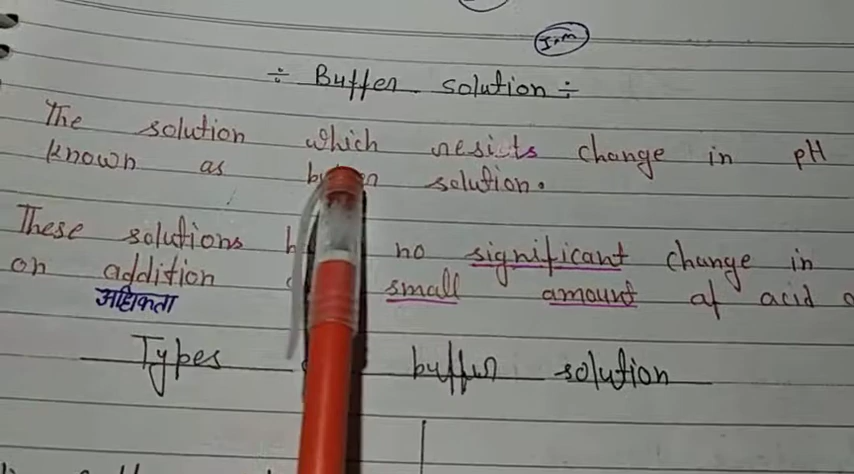 Imm
÷ Buffer solution ÷
The solution which resists change in pH
known as solution.
These solutions no significant change in
on addition small amount of acid
अधिकता
Types buffer solution